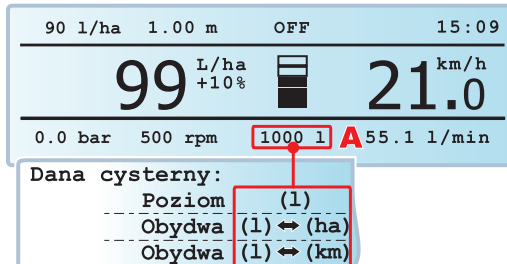 90 l/ha 1.00 m OFF 15:09
99 L/ha +10% 21.0 km/h
0.0 bar 500 rpm 1000 l A 55.1 l/min
Dana cysterny:
Poziom (l)
Obydwa (l) ⬌ (ha)
Obydwa (l) ⬌ (km)